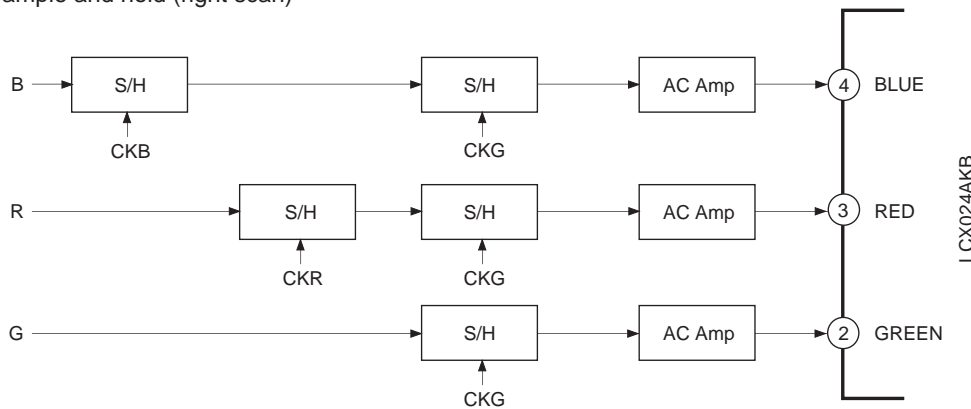 ample and hold (right scan)
B S/H S/H AC Amp 4 BLUE
CKB CKG
R S/H S/H AC Amp 3 RED
CKR CKG
G S/H AC Amp 2 GREEN
CKG
LCX024AKB